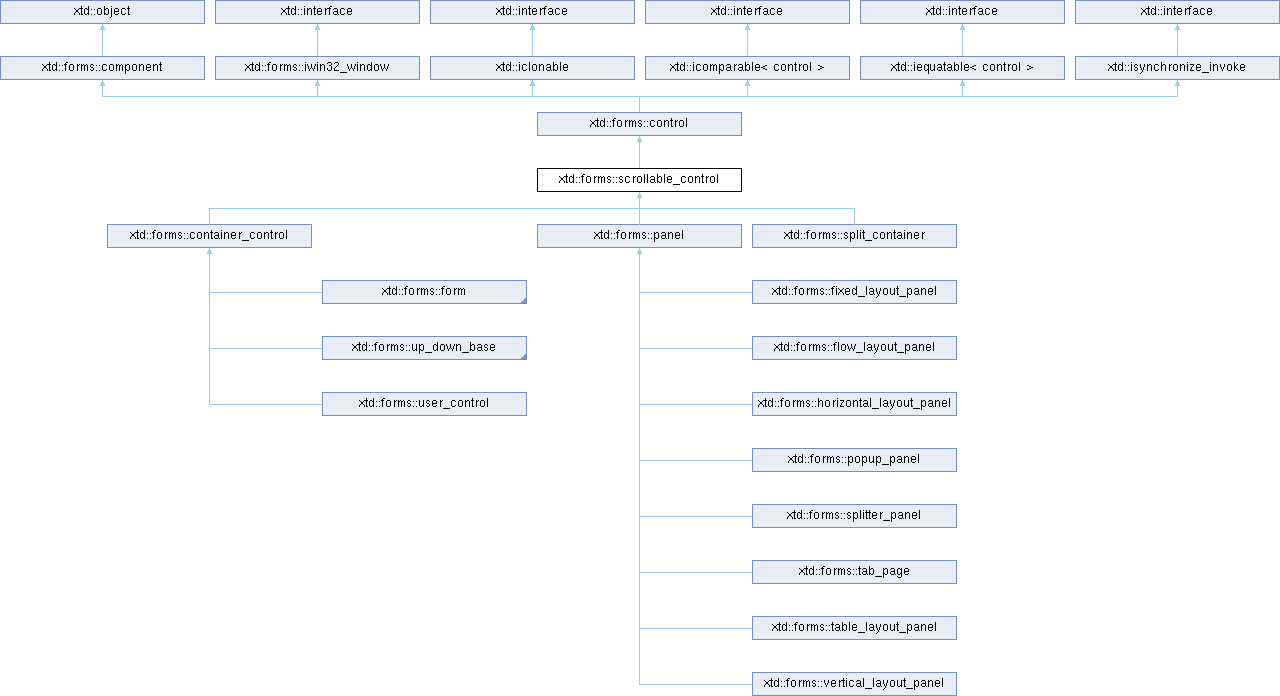 xtd::object
xtd::interface
xtd::interface
xtd::interface
xtd::interface
xtd::interface
xtd::forms::component
xtd::forms::iwin32_window
xtd::iclonable
xtd::icomparable< control >
xtd::iequatable< control >
xtd::isynchronize_invoke
xtd::forms::control
xtd::forms::scrollable_control
xtd::forms::container_control
xtd::forms::panel
xtd::forms::split_container
xtd::forms::form
xtd::forms::fixed_layout_panel
xtd::forms::up_down_base
xtd::forms::flow_layout_panel
xtd::forms::user_control
xtd::forms::horizontal_layout_panel
xtd::forms::popup_panel
xtd::forms::splitter_panel
xtd::forms::tab_page
xtd::forms::table_layout_panel
xtd::forms::vertical_layout_panel